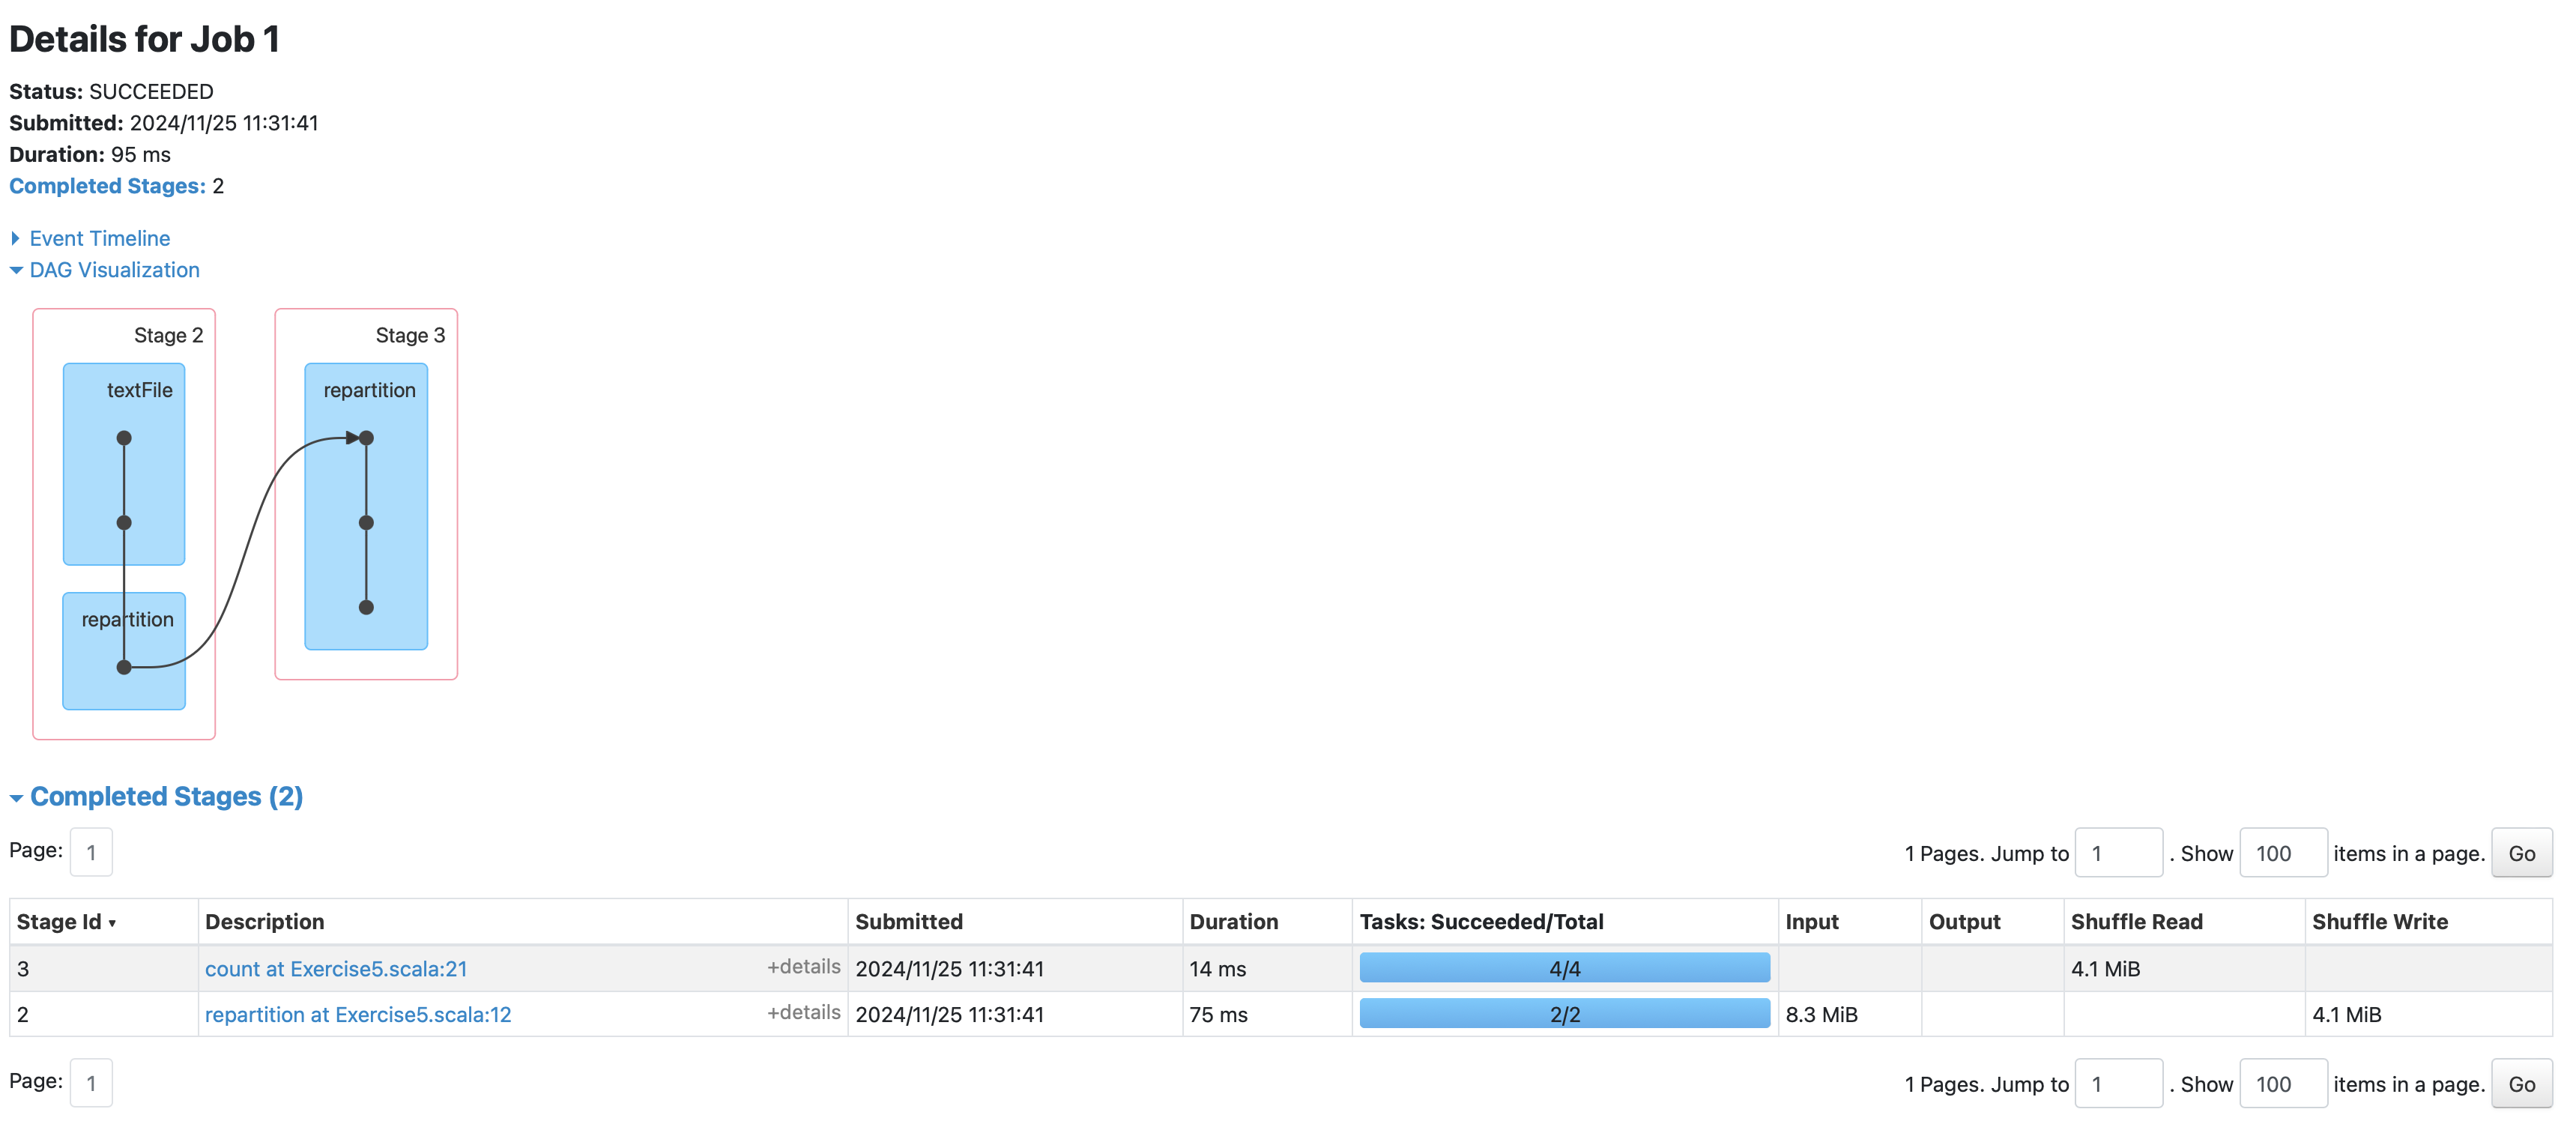 Details for Job 1
Status: SUCCEEDED
Submitted: 2024/11/25 11:31:41
Duration: 95 ms
Completed Stages: 2
Event Timeline
DAG Visualization
Stage 2
textFile
repartition
Stage 3
repartition
Completed Stages (2)
Page: 1 1 Pages. Jump to 1 . Show 100 items in a page. Go
Stage Id ▾ Description Submitted Duration Tasks: Succeeded/Total Input Output Shuffle Read Shuffle Write
3 count at Exercise5.scala:21 +details 2024/11/25 11:31:41 14 ms 4/4 4.1 MiB
2 repartition at Exercise5.scala:12 +details 2024/11/25 11:31:41 75 ms 2/2 8.3 MiB 4.1 MiB
Page: 1 1 Pages. Jump to 1 . Show 100 items in a page. Go